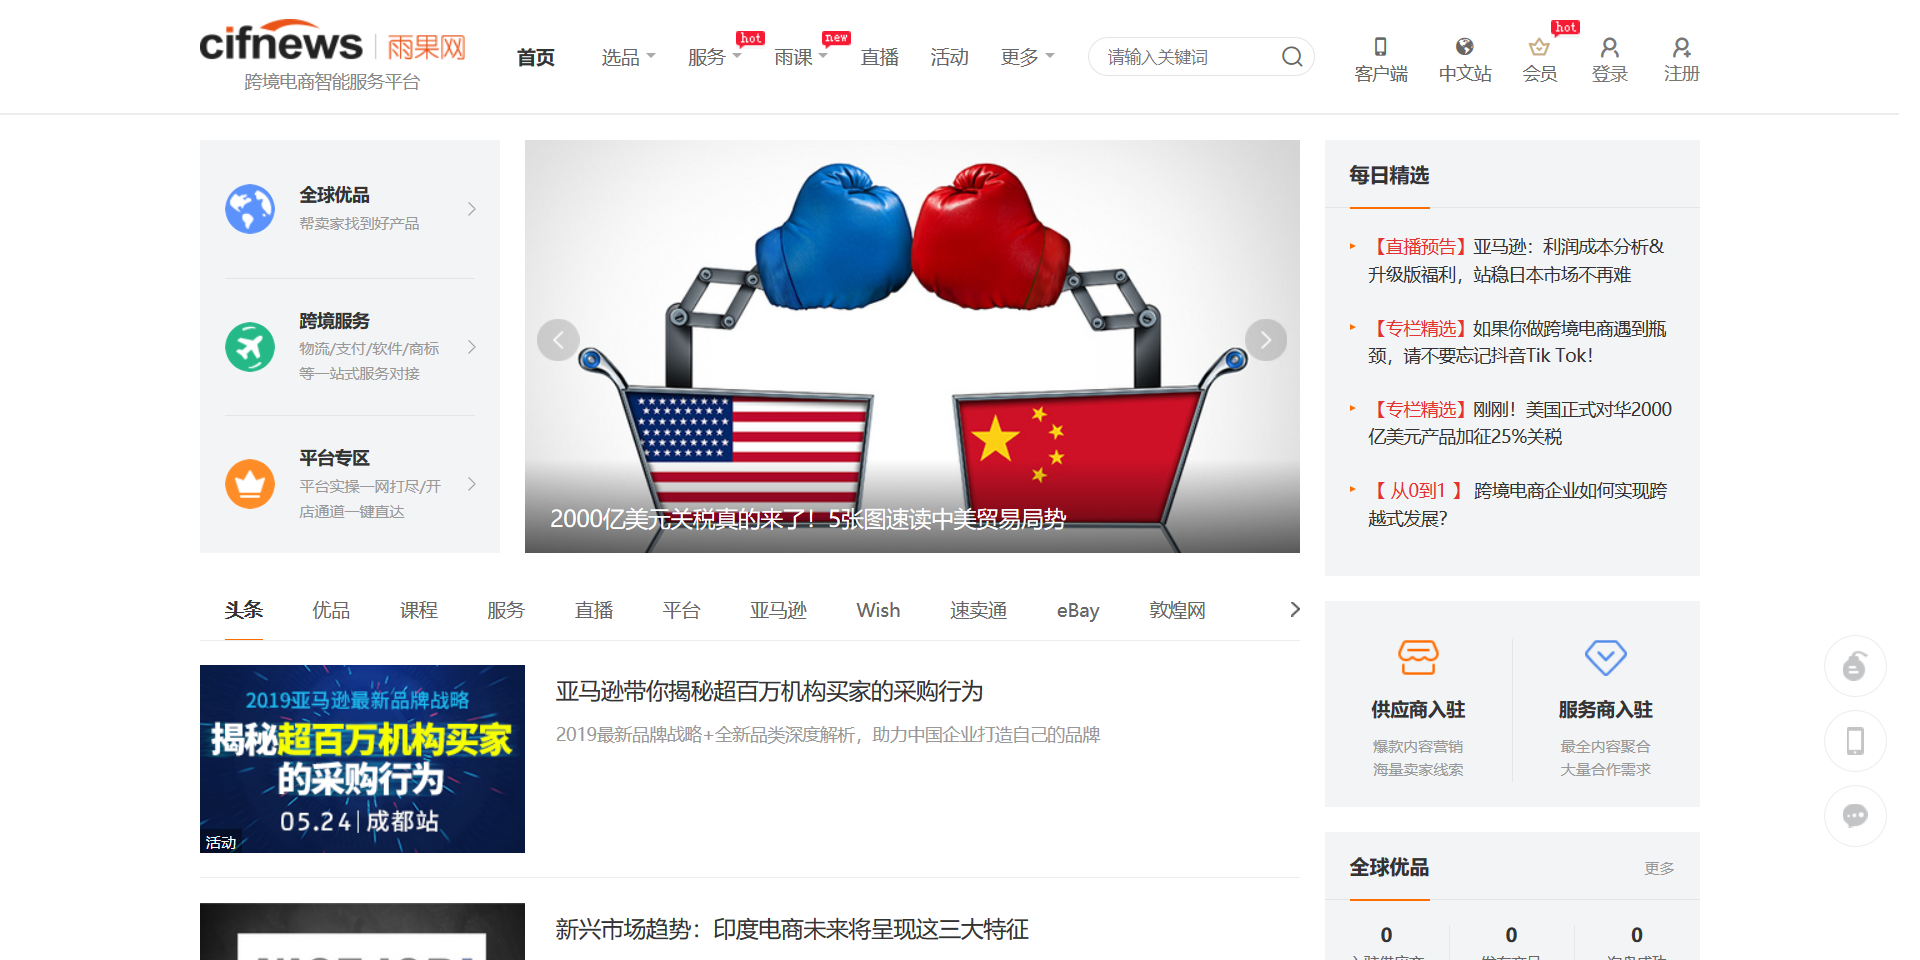 cifnews | 雨果网
跨境电商智能服务平台
首页
选品
服务
hot
雨课
new
直播
活动
更多
请输入关键词
客户端
中文站
会员
hot
登录
注册
全球优品
帮卖家找到好产品
跨境服务
物流/支付/软件/商标
等一站式服务对接
平台专区
平台实操一网打尽/开
店通道一键直达
2000亿美元关税真的来了！5张图速读中美贸易局势
每日精选
【直播预告】亚马逊：利润成本分析&
升级版福利，站稳日本市场不再难
【专栏精选】如果你做跨境电商遇到瓶
颈，请不要忘记抖音Tik Tok！
【专栏精选】刚刚！美国正式对华2000
亿美元产品加征25%关税
【 从0到1 】 跨境电商企业如何实现跨
越式发展?
头条
优品
课程
服务
直播
平台
亚马逊
Wish
速卖通
eBay
敦煌网
2019亚马逊最新品牌战略
揭秘超百万机构买家
的采购行为
05.24|成都站
活动
亚马逊带你揭秘超百万机构买家的采购行为
2019最新品牌战略+全新品类深度解析，助力中国企业打造自己的品牌
新兴市场趋势：印度电商未来将呈现这三大特征
供应商入驻
爆款内容营销
海量卖家线索
服务商入驻
最全内容聚合
大量合作需求
全球优品
更多
0
0
0